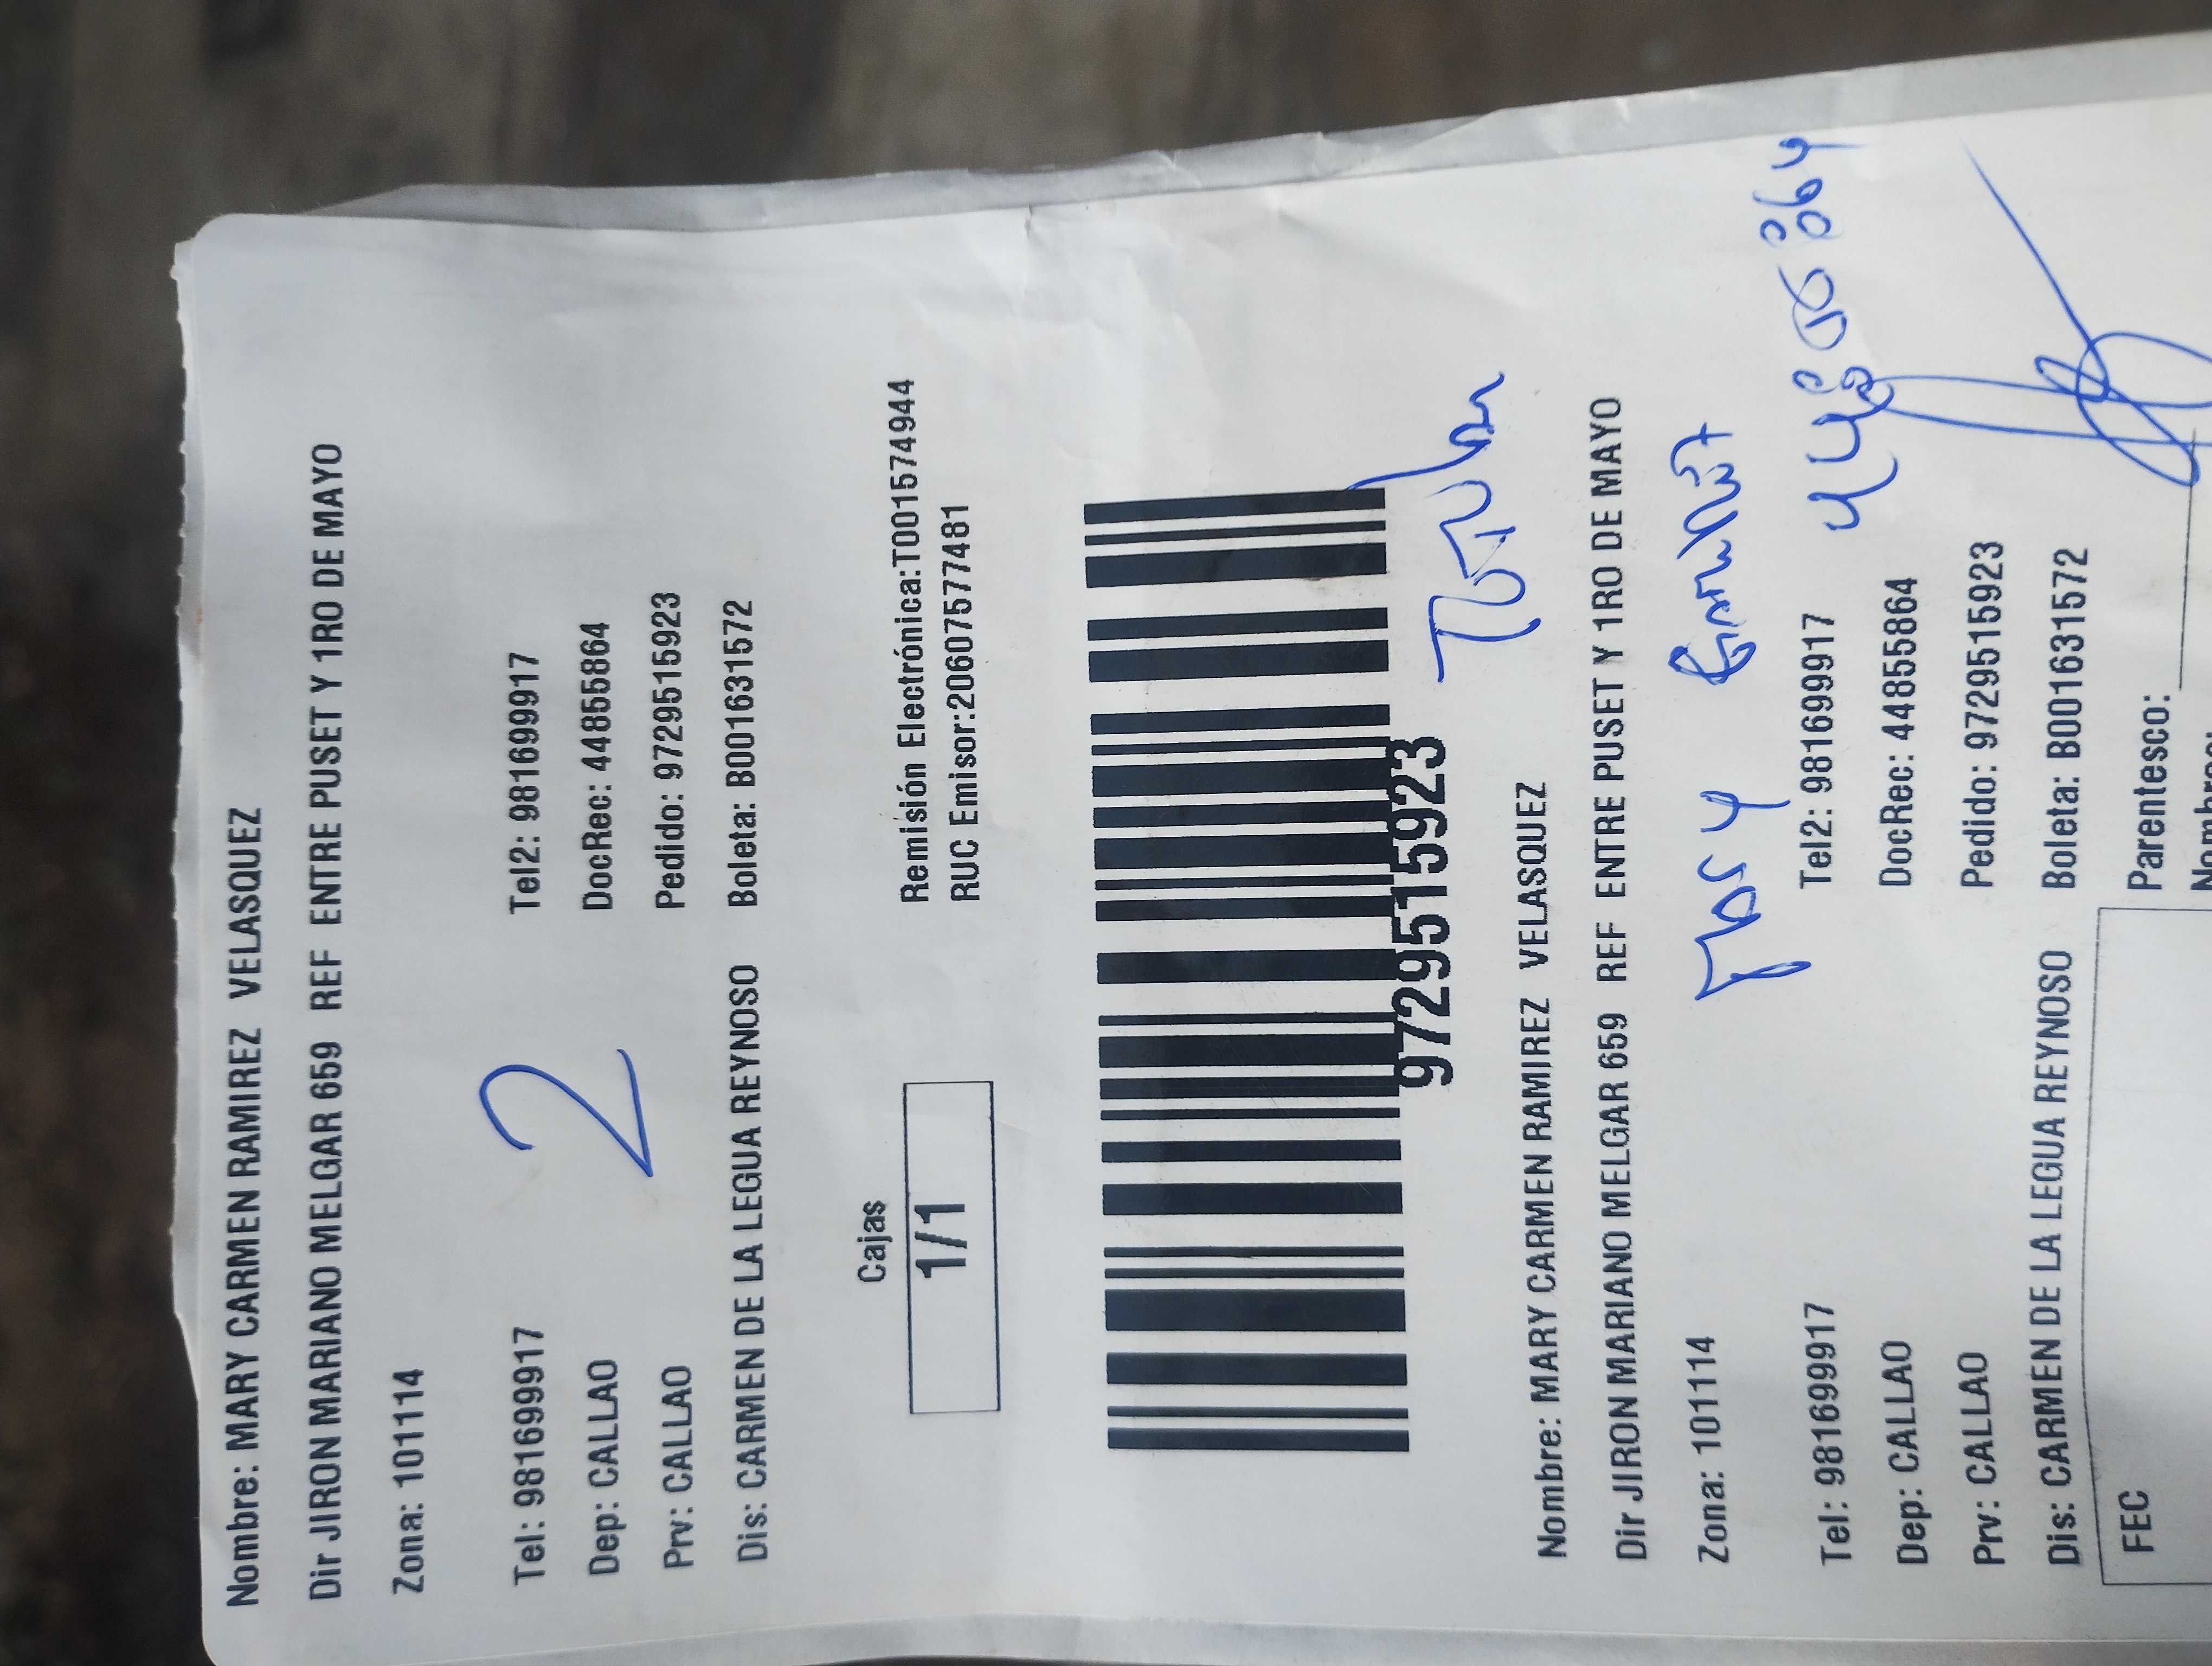 Nombre: MARY CARMEN RAMIREZ VELASQUEZ
Dir JIRON MARIANO MELGAR 659 REF ENTRE PUSET Y 1RO DE MAYO
Zona: 101114
Tel: 981699917 Tel2: 981699917
2
Dep: CALLAO DocRec: 44855864
Prv: CALLAO Pedido: 9729515923
Dis: CARMEN DE LA LEGUA REYNOSO Boleta: B001631572
Cajas
1/1
Remisión Electrónica:T001574944
RUC Emisor:20607577481
9729515923
Nombre: MARY CARMEN RAMIREZ VELASQUEZ
Dir JIRON MARIANO MELGAR 659 REF ENTRE PUSET Y 1RO DE MAYO
Zona: 101114
Tel: 981699917 Tel2: 981699917
Dep: CALLAO DocRec: 44855864
Prv: CALLAO Pedido: 9729515923
Dis: CARMEN DE LA LEGUA REYNOSO Boleta: B001631572
FEC
Parentesco: